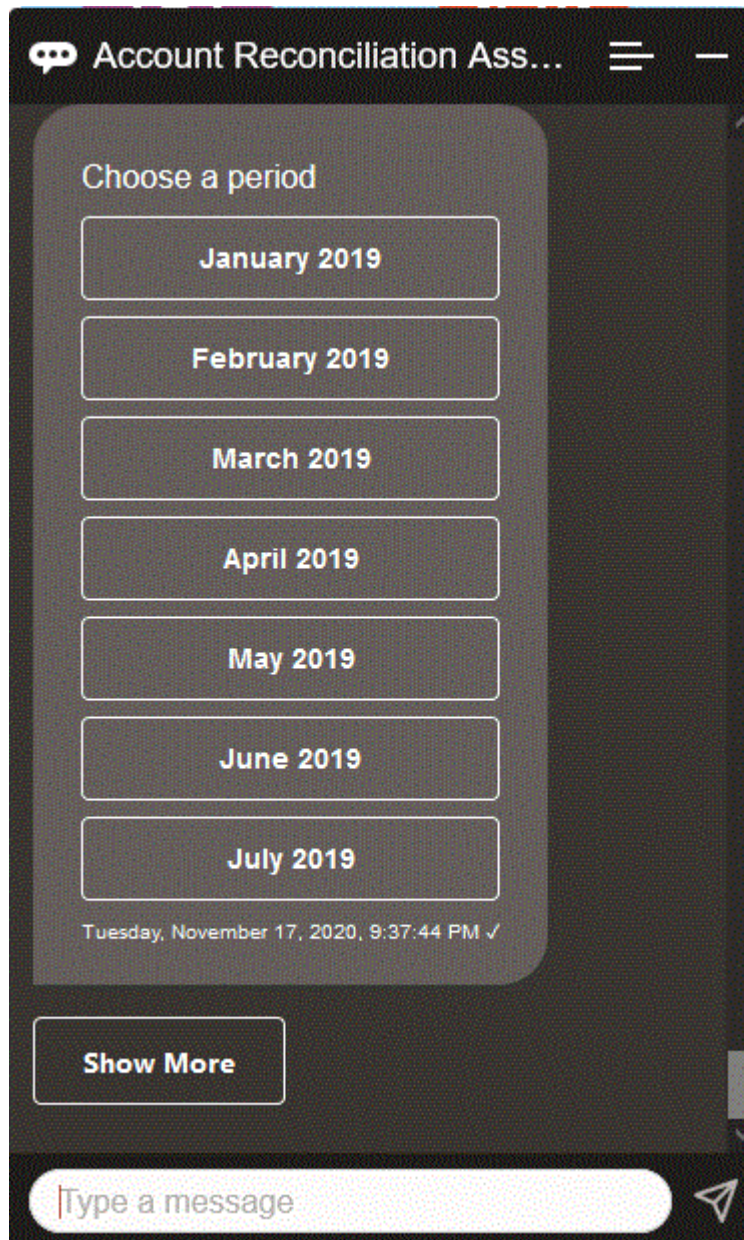 Account Reconciliation Ass...
Choose a period
January 2019
February 2019
March 2019
April 2019
May 2019
June 2019
July 2019
Tuesday, November 17, 2020, 9:37:44 PM ✓
Show More
Type a message